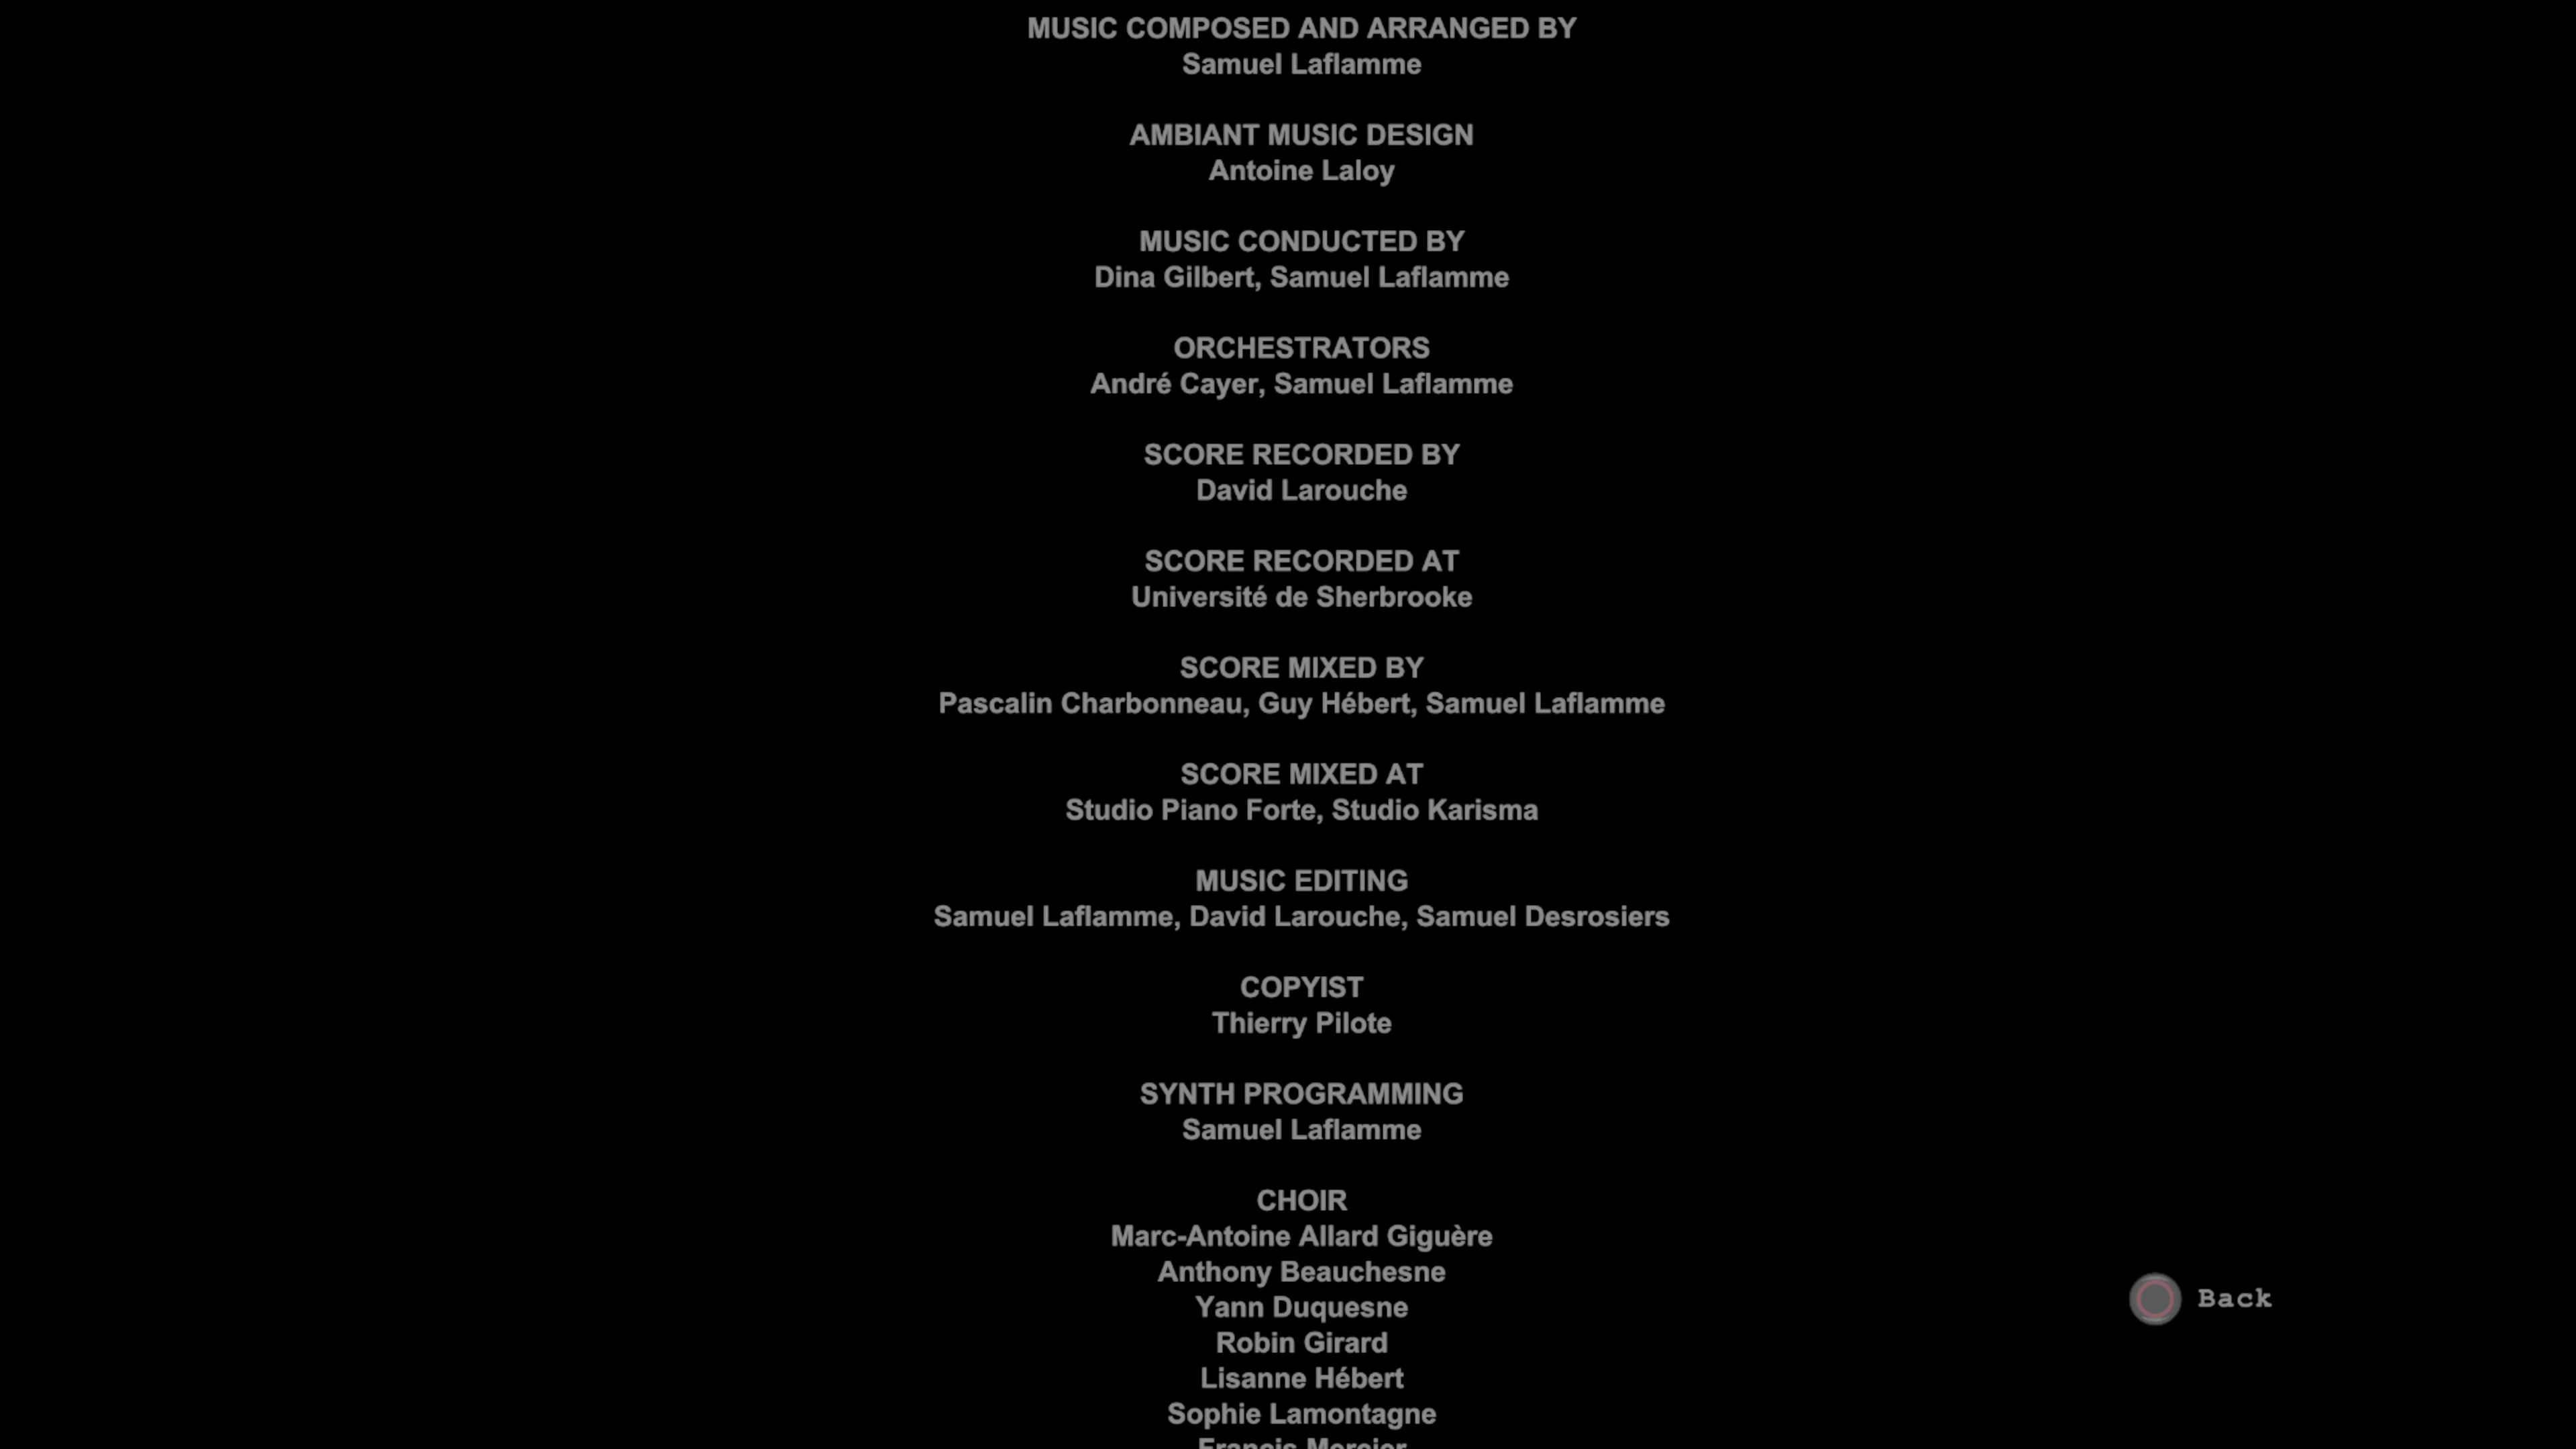 MUSIC COMPOSED AND ARRANGED BY
Samuel Laflamme
AMBIANT MUSIC DESIGN
Antoine Laloy
MUSIC CONDUCTED BY
Dina Gilbert, Samuel Laflamme
ORCHESTRATORS
André Cayer, Samuel Laflamme
SCORE RECORDED BY
David Larouche
SCORE RECORDED AT
Université de Sherbrooke
SCORE MIXED BY
Pascalin Charbonneau, Guy Hébert, Samuel Laflamme
SCORE MIXED AT
Studio Piano Forte, Studio Karisma
MUSIC EDITING
Samuel Laflamme, David Larouche, Samuel Desrosiers
COPYIST
Thierry Pilote
SYNTH PROGRAMMING
Samuel Laflamme
CHOIR
Marc-Antoine Allard Giguère
Anthony Beauchesne
Yann Duquesne
Robin Girard
Lisanne Hébert
Sophie Lamontagne
Francis Mercier
Back